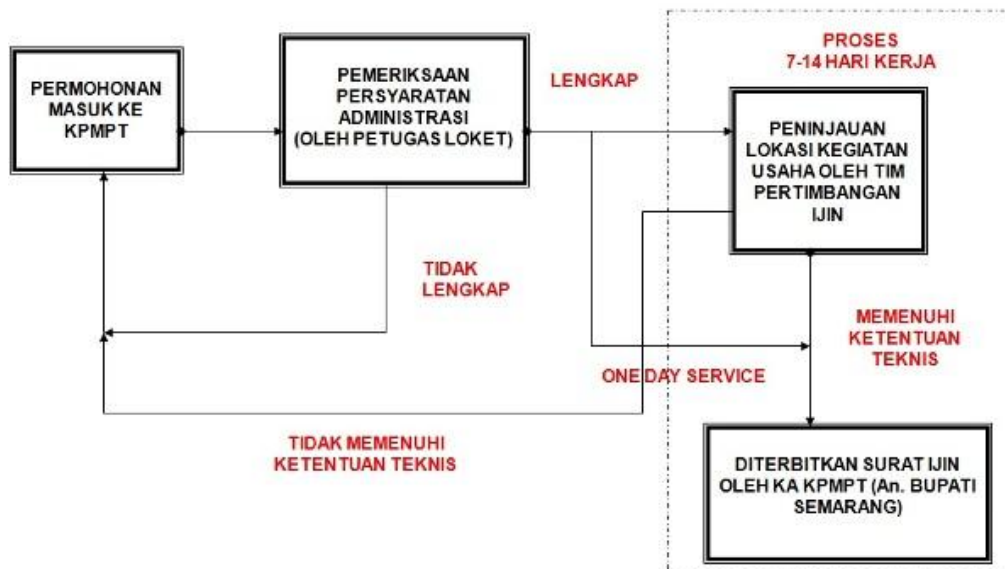 PERMOHONAN
MASUK KE
KPMPT
PEMERIKSAAN
PERSYARATAN
ADMINISTRASI
(OLEH PETUGAS LOKET)
LENGKAP
PROSES
7-14 HARI KERJA
PENINJAUAN
LOKASI KEGIATAN
USAHA OLEH TIM
PERTIMBANGAN
IJIN
TIDAK
LENGKAP
MEMENUHI
KETENTUAN
TEKNIS
ONE DAY SERVICE
TIDAK MEMENUHI
KETENTUAN TEKNIS
DITERBITKAN SURAT IJIN
OLEH KA KPMPT (An. BUPATI
SEMARANG)